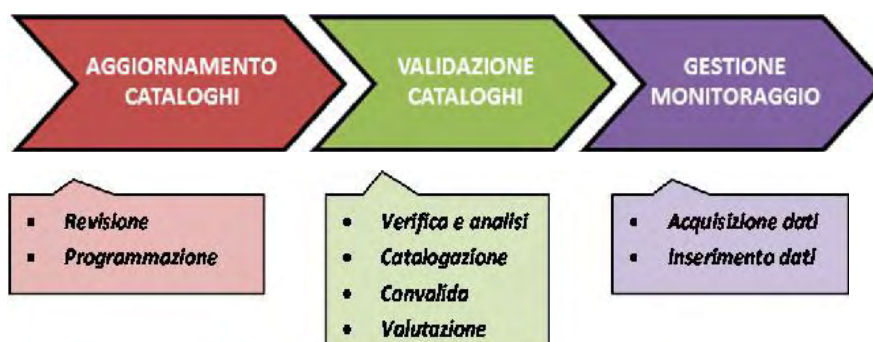 AGGIORNAMENTO
CATALOGHI
VALIDAZIONE
CATALOGHI
GESTIONE
MONITORAGGIO
▪ Revisione
▪ Programmazione
• Verifica e analisi
• Catalogazione
• Convalida
• Valutazione
▪ Acquisizione dati
▪ Inserimento dati